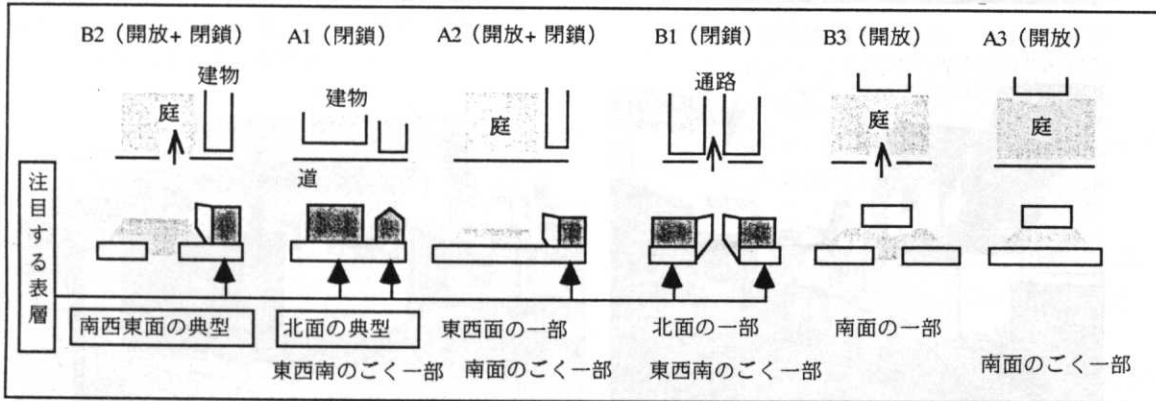 B2（開放+ 閉鎖） A1（閉鎖） A2（開放+ 閉鎖） B1（閉鎖） B3（開放） A3（開放）
建物 通路
庭 建物 庭 庭 庭
道
注目する表層
南西東面の典型 北面の典型 東西面の一部 北面の一部 南面の一部
東西南のごく一部 南面のごく一部 東西南のごく一部 南面のごく一部